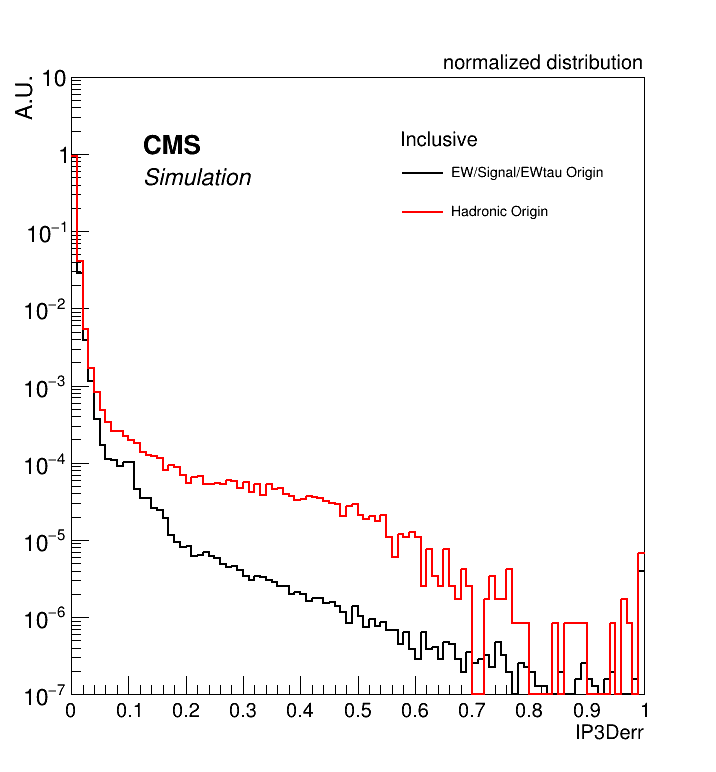 normalized distribution
A.U.
10
1
10⁻¹
10⁻²
10⁻³
10⁻⁴
10⁻⁵
10⁻⁶
10⁻⁷
CMS
Simulation
Inclusive
EW/Signal/EWtau Origin
Hadronic Origin
0 0.1 0.2 0.3 0.4 0.5 0.6 0.7 0.8 0.9 1
IP3Derr